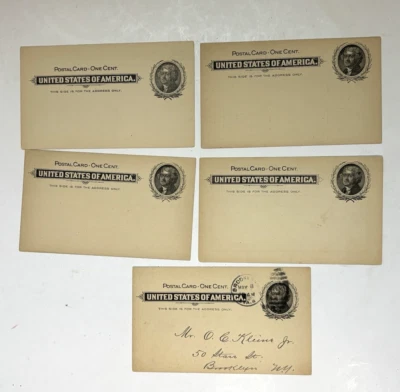 POSTAL CARD - ONE CENT.
UNITED STATES OF AMERICA.
THIS SIDE IS FOR THE ADDRESS ONLY.
POSTAL CARD - ONE CENT.
UNITED STATES OF AMERICA.
THIS SIDE IS FOR THE ADDRESS ONLY.
POSTAL CARD - ONE CENT.
UNITED STATES OF AMERICA.
THIS SIDE IS FOR THE ADDRESS ONLY.
POSTAL CARD - ONE CENT.
UNITED STATES OF AMERICA.
THIS SIDE IS FOR THE ADDRESS ONLY.
POSTAL CARD - ONE CENT.
UNITED STATES OF AMERICA.
THIS SIDE IS FOR THE ADDRESS ONLY.
Mr. O. C. Jr.
50 St.
Brooklyn NY.